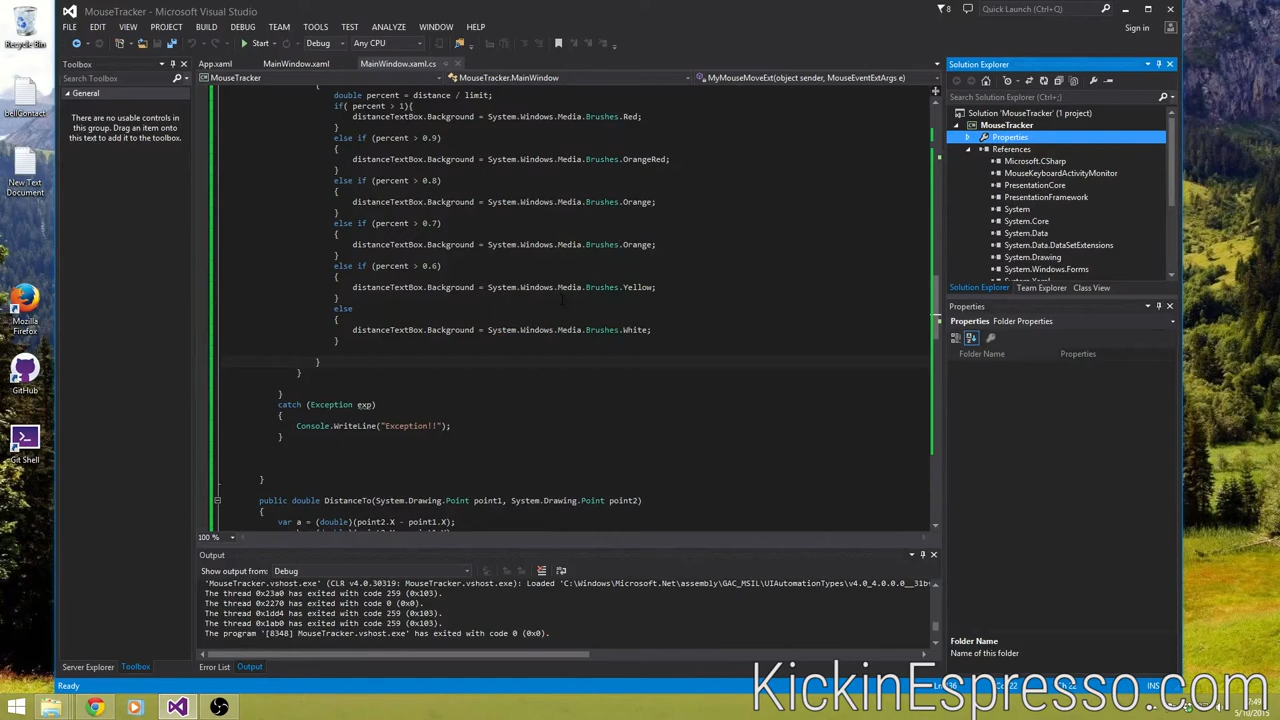 Recycle Bin
bellContact
New Text
Document
Mozilla
Firefox
GitHub
Git Shell
MouseTracker - Microsoft Visual Studio
8
Quick Launch (Ctrl+Q)
FILE EDIT VIEW PROJECT BUILD DEBUG TEAM TOOLS TEST ANALYZE WINDOW HELP
Sign in
Start Debug Any CPU
Toolbox
Search Toolbox
General
There are no usable controls in
this group. Drag an item onto
this text to add it to the toolbox.
Server Explorer Toolbox
App.xaml MainWindow.xaml MainWindow.xaml.cs
MouseTracker MouseTracker.MainWindow MyMouseMoveExt(object sender, MouseEventExtArgs e)
{
double percent = distance / limit;
if( percent > 1){
distanceTextBox.Background = System.Windows.Media.Brushes.Red;
}
else if (percent > 0.9)
{
distanceTextBox.Background = System.Windows.Media.Brushes.OrangeRed;
}
else if (percent > 0.8)
{
distanceTextBox.Background = System.Windows.Media.Brushes.Orange;
}
else if (percent > 0.7)
{
distanceTextBox.Background = System.Windows.Media.Brushes.Orange;
}
else if (percent > 0.6)
{
distanceTextBox.Background = System.Windows.Media.Brushes.Yellow;
}
else
{
distanceTextBox.Background = System.Windows.Media.Brushes.White;
}
}
}
}
catch (Exception exp)
{
Console.WriteLine("Exception!!");
}
}
public double DistanceTo(System.Drawing.Point point1, System.Drawing.Point point2)
{
var a = (double)(point2.X - point1.X);
100 %
Output
Show output from: Debug
'MouseTracker.vshost.exe' (CLR v4.0.30319: MouseTracker.vshost.exe): Loaded 'C:\Windows\Microsoft.Net\assembly\GAC_MSIL\UIAutomationTypes\v4.0_4.0.0.0__31b
The thread 0x23a0 has exited with code 259 (0x103).
The thread 0x2270 has exited with code 0 (0x0).
The thread 0x1dd4 has exited with code 259 (0x103).
The thread 0x1ab0 has exited with code 259 (0x103).
The program '[8348] MouseTracker.vshost.exe' has exited with code 0 (0x0).
Error List Output
Solution Explorer
Search Solution Explorer (Ctrl+;)
Solution 'MouseTracker' (1 project)
MouseTracker
Properties
References
Microsoft.CSharp
MouseKeyboardActivityMonitor
PresentationCore
PresentationFramework
System
System.Core
System.Data
System.Data.DataSetExtensions
System.Drawing
System.Windows.Forms
Solution Explorer Team Explorer Class View
Properties
Properties Folder Properties
Folder Name Properties
Folder Name
Name of this folder
Ready
Ch 22
INS
KickinEspresso.com
5/10/2015